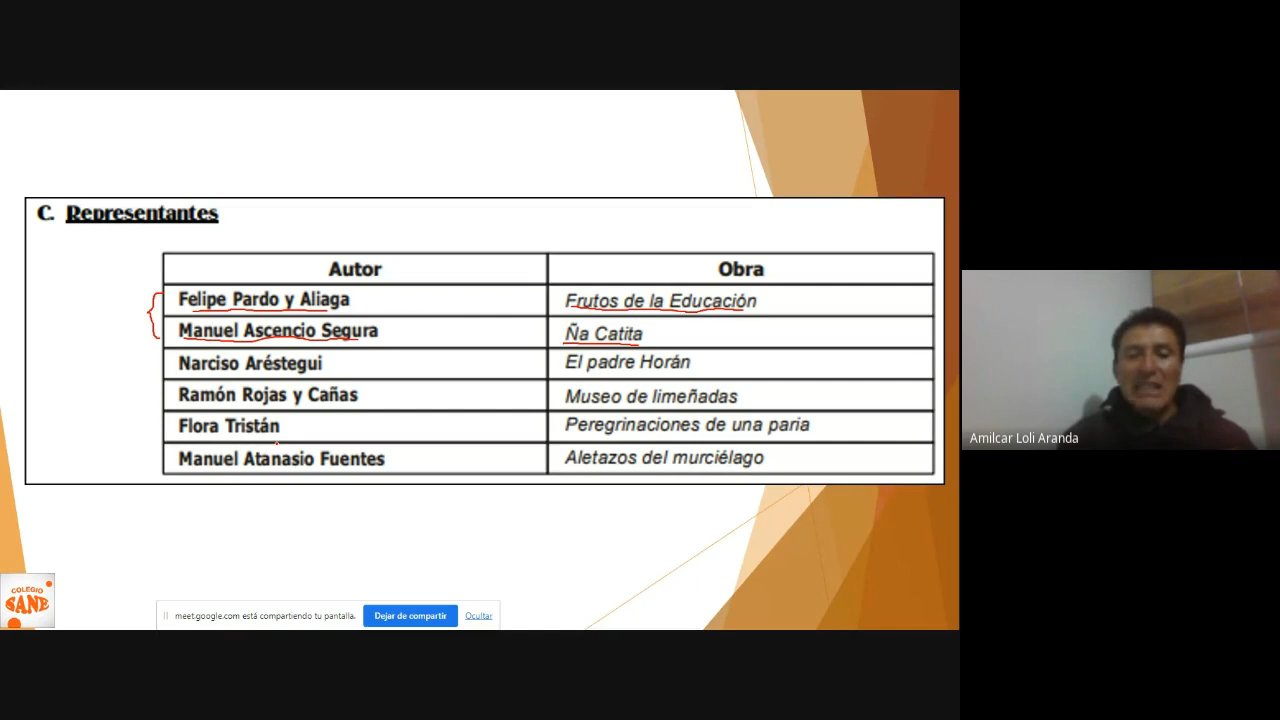 C. Representantes
Autor Obra
Felipe Pardo y Aliaga Frutos de la Educación
Manuel Ascencio Segura Ña Catita
Narciso Aréstegui El padre Horán
Ramón Rojas y Cañas Museo de limeñadas
Flora Tristán Peregrinaciones de una paria
Manuel Atanasio Fuentes Aletazos del murciélago
Amilcar Loli Aranda
COLEGIO
SANE
meet.google.com está compartiendo tu pantalla. Dejar de compartir Ocultar